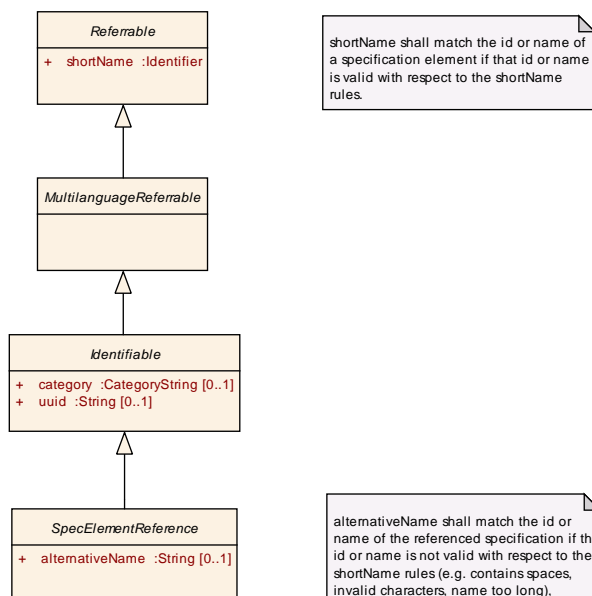 Referrable
+ shortName :Identifier
shortName shall match the id or name of
a specification element if that id or name
is valid with respect to the shortName
rules.
MultilanguageReferrable
Identifiable
+ category :CategoryString [0..1]
+ uuid :String [0..1]
SpecElementReference
+ alternativeName :String [0..1]
alternativeName shall match the id or
name of the referenced specification if th
id or name is not valid with respect to the
shortName rules (e.g. contains spaces,
invalid characters, name too long),